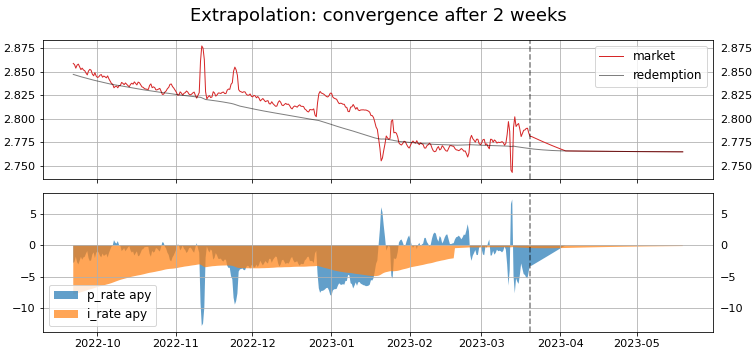 Extrapolation: convergence after 2 weeks
2.875 2.875
2.850 2.850
2.825 2.825
2.800 2.800
2.775 2.775
2.750 2.750
market
redemption
5 5
0 0
−5 −5
−10 −10
p_rate apy
i_rate apy
2022-10 2022-11 2022-12 2023-01 2023-02 2023-03 2023-04 2023-05